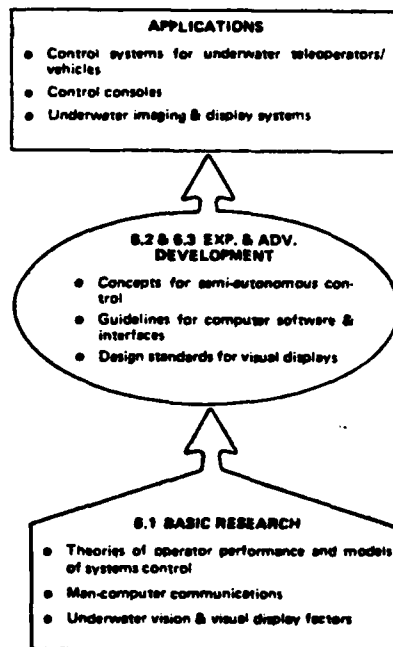 APPLICATIONS
• Control systems for underwater teleoperators/
vehicles
• Control consoles
• Underwater imaging & display systems
6.2 & 6.3 EXP. & ADV.
DEVELOPMENT
• Concepts for semi-autonomous con-
trol
• Guidelines for computer software &
interfaces
• Design standards for visual displays
6.1 BASIC RESEARCH
• Theories of operator performance and models
of systems control
• Man-computer communications
• Underwater vision & visual display factors